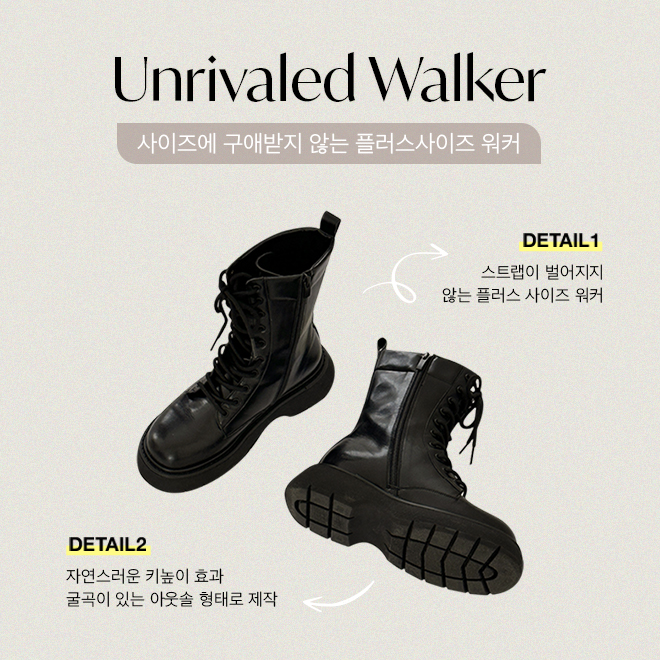 Unrivaled Walker
사이즈에 구애받지 않는 플러스사이즈 워커
DETAIL1
스트랩이 벌어지지
않는 플러스 사이즈 워커
DETAIL2
자연스러운 키높이 효과
굴곡이 있는 아웃솔 형태로 제작